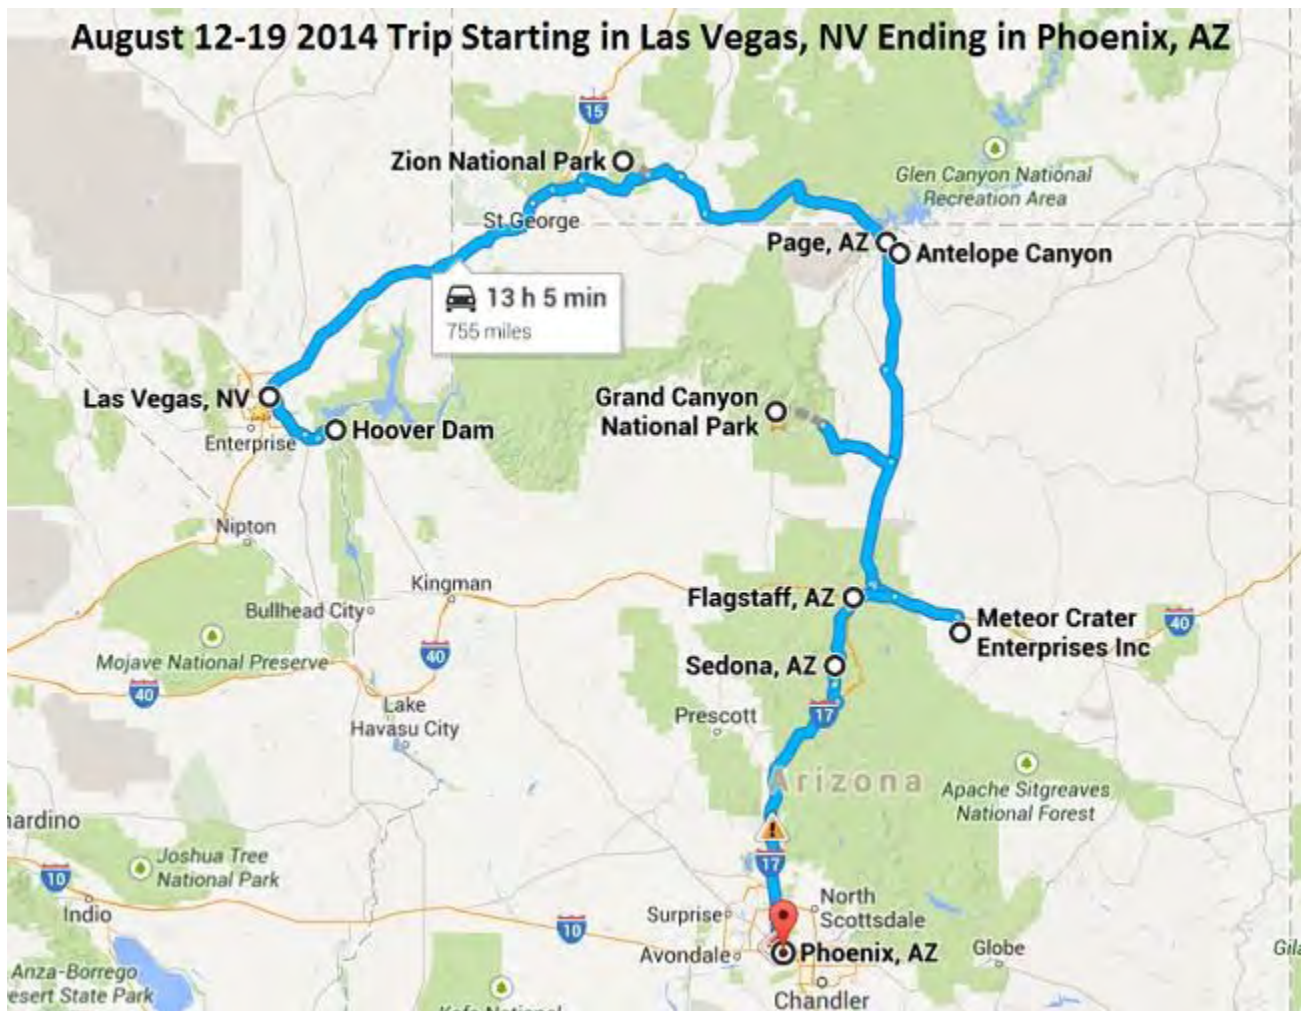 August 12-19 2014 Trip Starting in Las Vegas, NV Ending in Phoenix, AZ
15
Zion National Park
Glen Canyon National
Recreation Area
St George
Page, AZ
Antelope Canyon
13 h 5 min
755 miles
Las Vegas, NV
Grand Canyon
National Park
Hoover Dam
Enterprise
Nipton
Kingman
Flagstaff, AZ
Bullhead City
Meteor Crater
Enterprises Inc
40
Mojave National Preserve
40
Sedona, AZ
40
Lake
Havasu City
Prescott
17
Arizona
Apache Sitgreaves
National Forest
nardino
Joshua Tree
National Park
17
10
Indio
North
Scottsdale
Surprise
10
Avondale
Phoenix, AZ
Globe
Gila
Anza-Borrego
esert State Park
Chandler
Kofa National